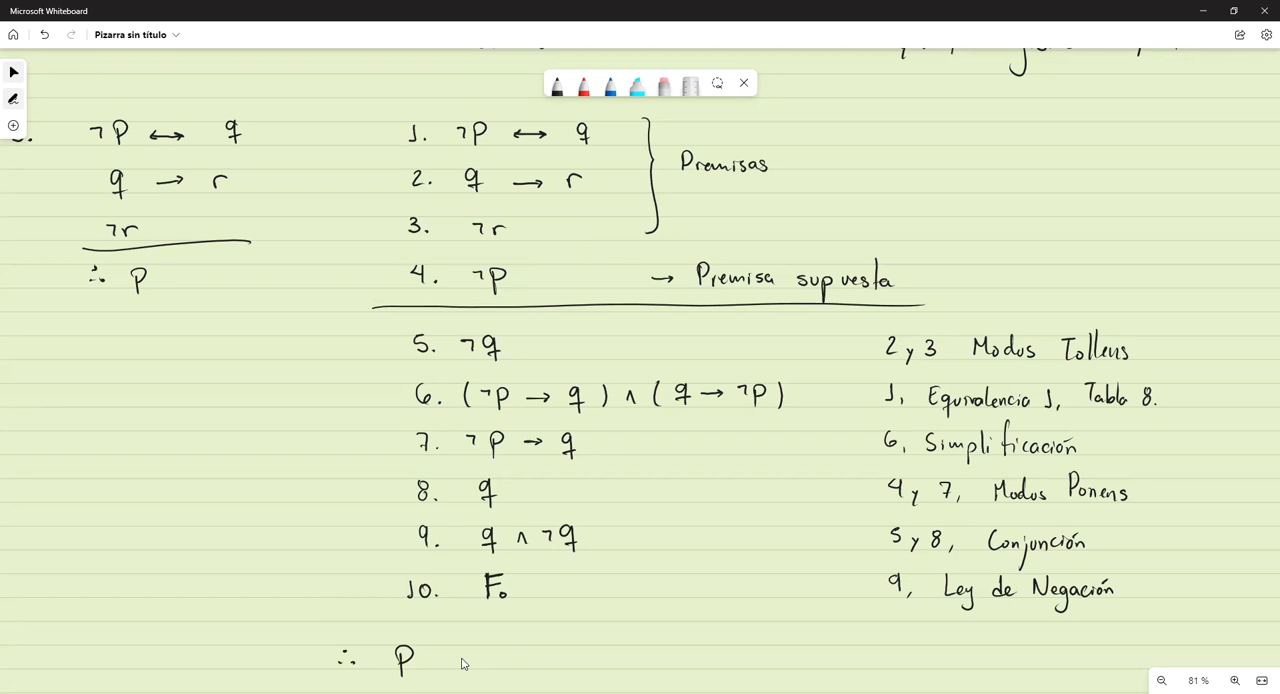 Microsoft Whiteboard
Pizarra sin título
¬p ↔ q
q → r
¬r
∴ p
1. ¬p ↔ q
2. q → r
3. ¬r
Premisas
4. ¬p → Premisa supuesta
5. ¬q 2 y 3 Modus Tollens
6. (¬p → q) ∧ (q → ¬p) 1, Equivalencia 1, Tabla 8.
7. ¬p → q 6, Simplificación
8. q 4 y 7, Modus Ponens
9. q ∧ ¬q 5 y 8, Conjunción
10. F₀ 9, Ley de Negación
∴ p
81 %